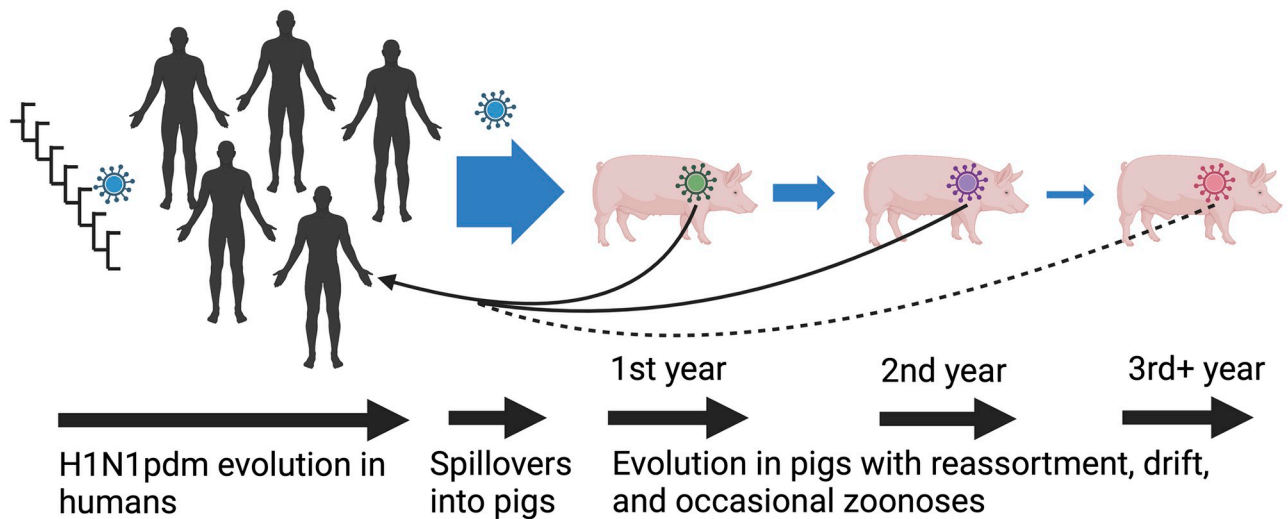 1st year
2nd year
3rd+ year
H1N1pdm evolution in
humans
Spillovers
into pigs
Evolution in pigs with reassortment, drift,
and occasional zoonoses